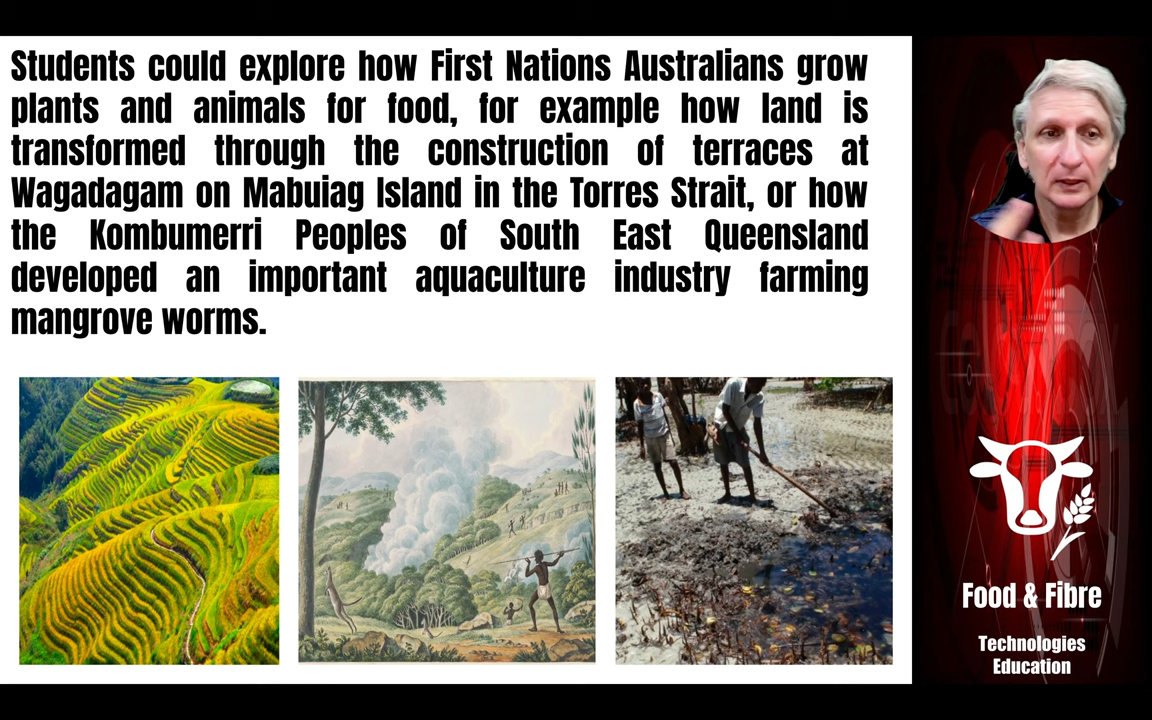 Students could explore how First Nations Australians grow
plants and animals for food, for example how land is
transformed through the construction of terraces at
Wagadagam on Mabuiag Island in the Torres Strait, or how
the Kombumerri Peoples of South East Queensland
developed an important aquaculture industry farming
mangrove worms.
Food & Fibre
Technologies
Education